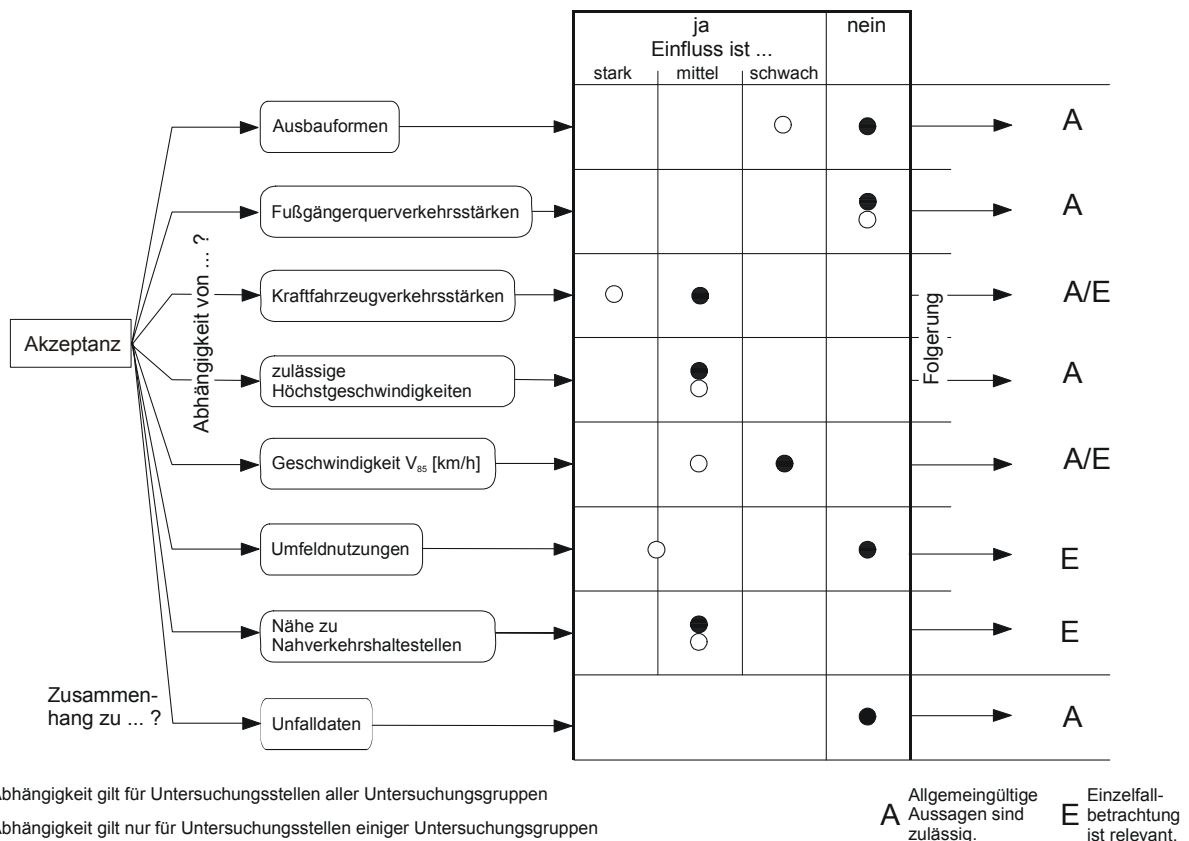 ja
nein
Einfluss ist ...
stark
mittel
schwach
Ausbauformen
A
Fußgängerquerverkehrsstärken
A
Abhängigkeit von ... ?
Kraftfahrzeugverkehrsstärken
A/E
Akzeptanz
Folgerung
zulässige
Höchstgeschwindigkeiten
A
Geschwindigkeit V85 [km/h]
A/E
Umfeldnutzungen
E
Nähe zu
Nahverkehrshaltestellen
E
Zusammen-
hang zu ... ?
Unfalldaten
A
Abhängigkeit gilt für Untersuchungsstellen aller Untersuchungsgruppen
Abhängigkeit gilt nur für Untersuchungsstellen einiger Untersuchungsgruppen
A
Allgemeingültige
Aussagen sind
zulässig.
E
Einzelfall-
betrachtung
ist relevant.